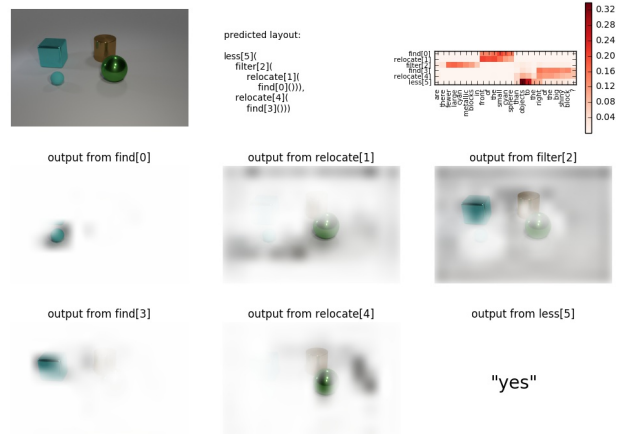 predicted layout:
less[5](
filter[2](
relocate[1](
find[0]())),
relocate[4](
find[3]()))
find[0]
relocate[1]
filter[2]
find[3]
relocate[4]
less[5]
are
there
fewer
large
cyan
metallic
blocks
in
front
of
the
small
cyan
sphere
than
objects
to
the
right
of
the
big
shiny
block
?
0.32
0.28
0.24
0.20
0.16
0.12
0.08
0.04
output from find[0]
output from relocate[1]
output from filter[2]
output from find[3]
output from relocate[4]
output from less[5]
"yes"